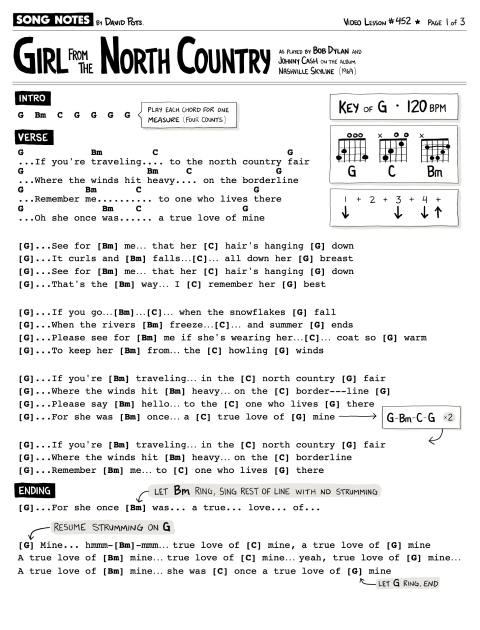 SONG NOTES BY DAVID POTS. VIDEO LESSON #452 ★ PAGE 1 of 3
GIRL FROM THE NORTH COUNTRY
AS PLAYED BY BOB DYLAN AND
JOHNNY CASH ON THE ALBUM
NASHVILLE SKYLINE (1969)
INTRO
G Bm C G G G G
PLAY EACH CHORD FOR ONE
MEASURE (FOUR COUNTS)
KEY OF G · 120 BPM
G C Bm
1 + 2 + 3 + 4 +
VERSE
G Bm C G
...If you're traveling.... to the north country fair
G Bm C G
...Where the winds hit heavy.... on the borderline
G Bm C G
...Remember me.......... to one who lives there
G Bm C G
...Oh she once was...... a true love of mine
[G]...See for [Bm] me... that her [C] hair's hanging [G] down
[G]...It curls and [Bm] falls...[C]... all down her [G] breast
[G]...See for [Bm] me... that her [C] hair's hanging [G] down
[G]...That's the [Bm] way... I [C] remember her [G] best
[G]...If you go...[Bm]...[C]... when the snowflakes [G] fall
[G]...When the rivers [Bm] freeze...[C]... and summer [G] ends
[G]...Please see for [Bm] me if she's wearing her...[C]... coat so [G] warm
[G]...To keep her [Bm] from... the [C] howling [G] winds
[G]...If you're [Bm] traveling... in the [C] north country [G] fair
[G]...Where the winds hit [Bm] heavy... on the [C] border---line [G]
[G]...Please say [Bm] hello... to the [C] one who lives [G] there
[G]...For she was [Bm] once... a [C] true love of [G] mine
G-Bm-C-G ×2
[G]...If you're [Bm] traveling... in the [C] north country [G] fair
[G]...Where the winds hit [Bm] heavy... on the [C] borderline
[G]...Remember [Bm] me... to [C] one who lives [G] there
ENDING
LET Bm RING, SING REST OF LINE WITH NO STRUMMING
[G]...For she once [Bm] was... a true... love... of...
RESUME STRUMMING ON G
[G] Mine... hmmm-[Bm]-mmm... true love of [C] mine, a true love of [G] mine
A true love of [Bm] mine... true love of [C] mine... yeah, true love of [G] mine...
A true love of [Bm] mine... she was [C] once a true love of [G] mine
LET G RING, END